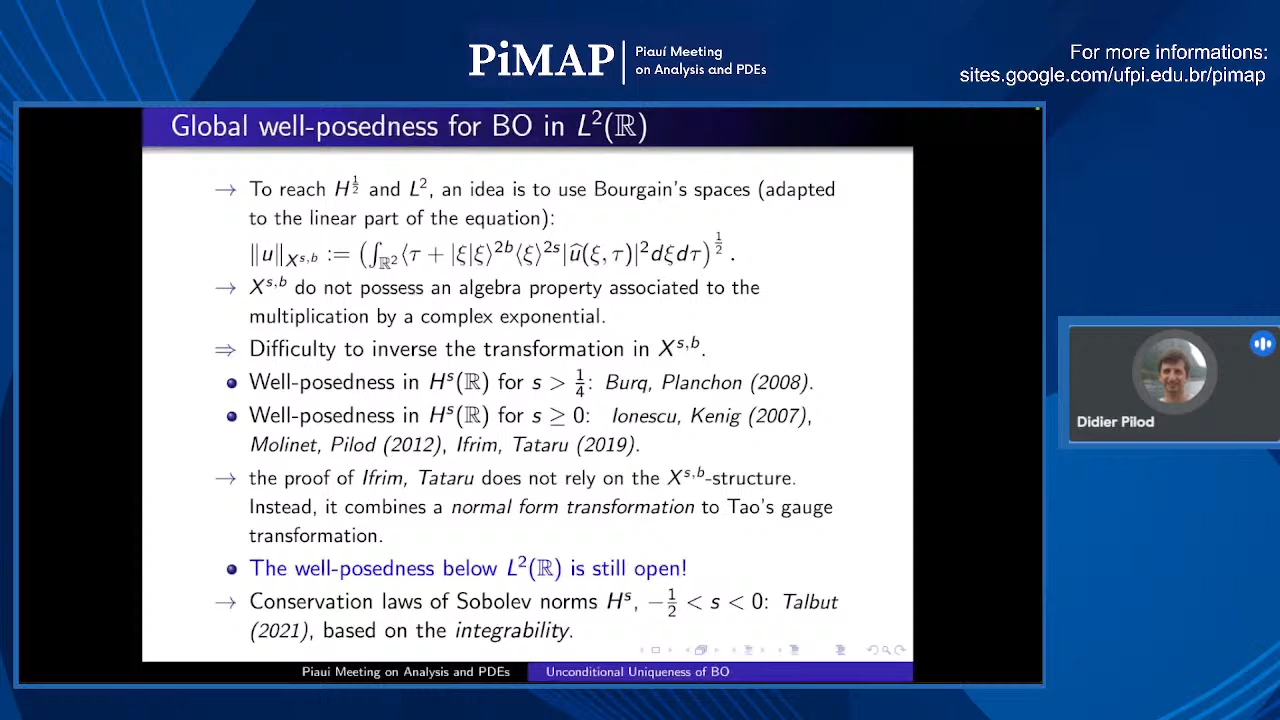 PiMAP
Piauí Meeting
on Analysis and PDEs
For more informations:
sites.google.com/ufpi.edu.br/pimap
Global well-posedness for BO in L²(ℝ)
→ To reach H^{1/2} and L², an idea is to use Bourgain's spaces (adapted
to the linear part of the equation):
‖u‖_{X^{s,b}} := (∫_{ℝ²}⟨τ + |ξ|ξ⟩^{2b}⟨ξ⟩^{2s}|û(ξ, τ)|²dξdτ)^{1/2}.
→ X^{s,b} do not possess an algebra property associated to the
multiplication by a complex exponential.
⇒ Difficulty to inverse the transformation in X^{s,b}.
• Well-posedness in H^s(ℝ) for s > 1/4: Burq, Planchon (2008).
• Well-posedness in H^s(ℝ) for s ≥ 0: Ionescu, Kenig (2007),
Molinet, Pilod (2012), Ifrim, Tataru (2019).
→ the proof of Ifrim, Tataru does not rely on the X^{s,b}-structure.
Instead, it combines a normal form transformation to Tao's gauge
transformation.
• The well-posedness below L²(ℝ) is still open!
→ Conservation laws of Sobolev norms H^s, −1/2 < s < 0: Talbut
(2021), based on the integrability.
Piaui Meeting on Analysis and PDEs
Unconditional Uniqueness of BO
Didier Pilod